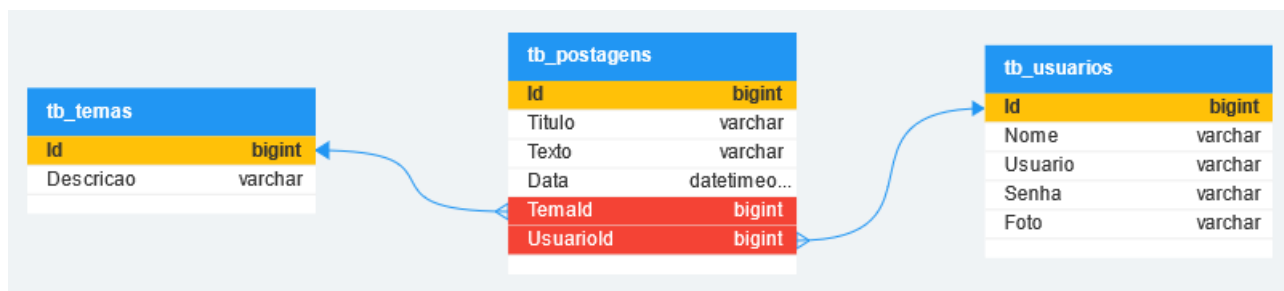 tb_temas
Id bigint
Descricao varchar
tb_postagens
Id bigint
Titulo varchar
Texto varchar
Data datetimeo...
TemaId bigint
UsuarioId bigint
tb_usuarios
Id bigint
Nome varchar
Usuario varchar
Senha varchar
Foto varchar